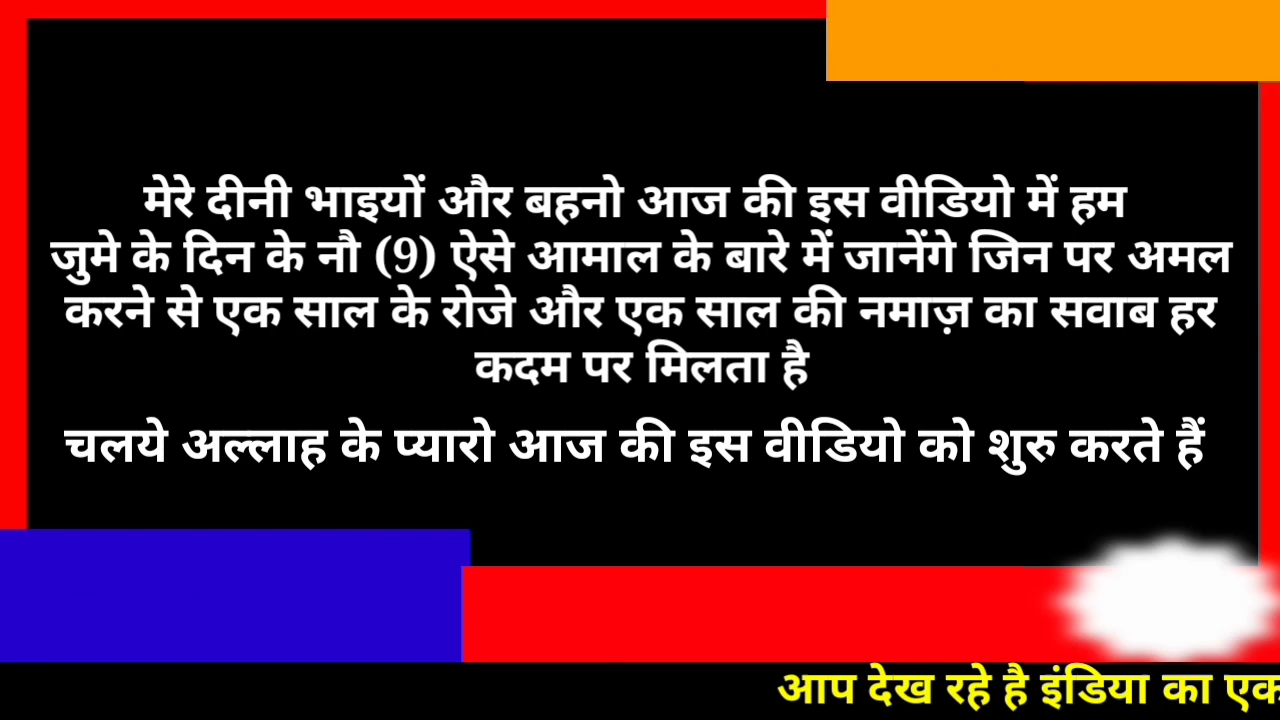 मेरे दीनी भाइयों और बहनो आज की इस वीडियो में हम
जुमे के दिन के नौ (9) ऐसे आमाल के बारे में जानेंगे जिन पर अमल
करने से एक साल के रोजे और एक साल की नमाज़ का सवाब हर
कदम पर मिलता है
चलये अल्लाह के प्यारो आज की इस वीडियो को शुरु करते हैं
आप देख रहे है इंडिया का एक